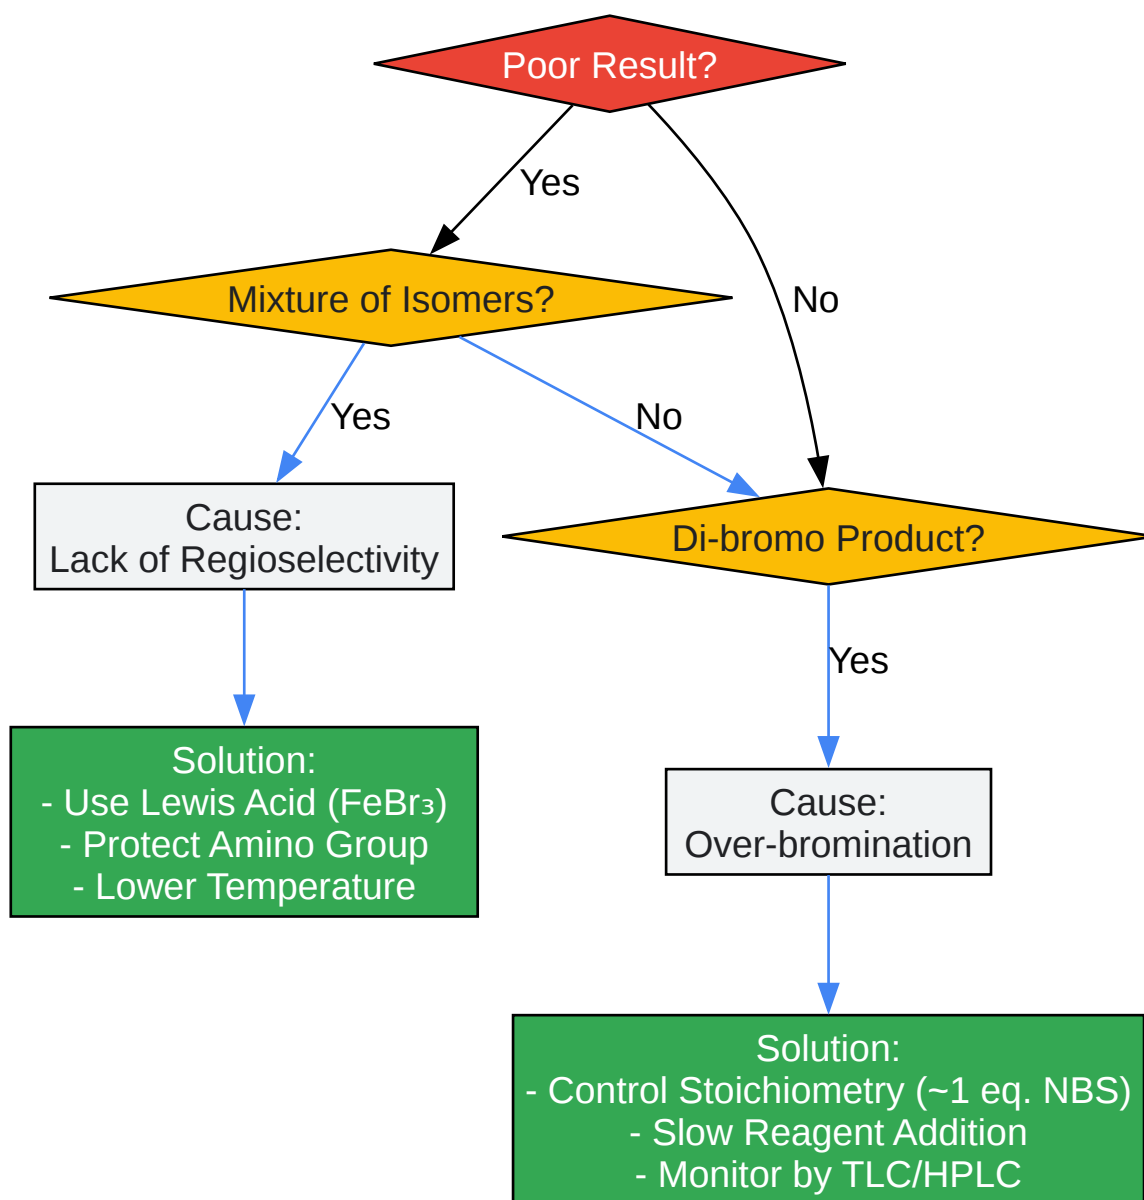 Poor Result?
Yes
Mixture of Isomers?
No
Yes
No
Cause:
Lack of Regioselectivity
Di-bromo Product?
Yes
Solution:
- Use Lewis Acid (FeBr₃)
- Protect Amino Group
- Lower Temperature
Cause:
Over-bromination
Solution:
- Control Stoichiometry (~1 eq. NBS)
- Slow Reagent Addition
- Monitor by TLC/HPLC